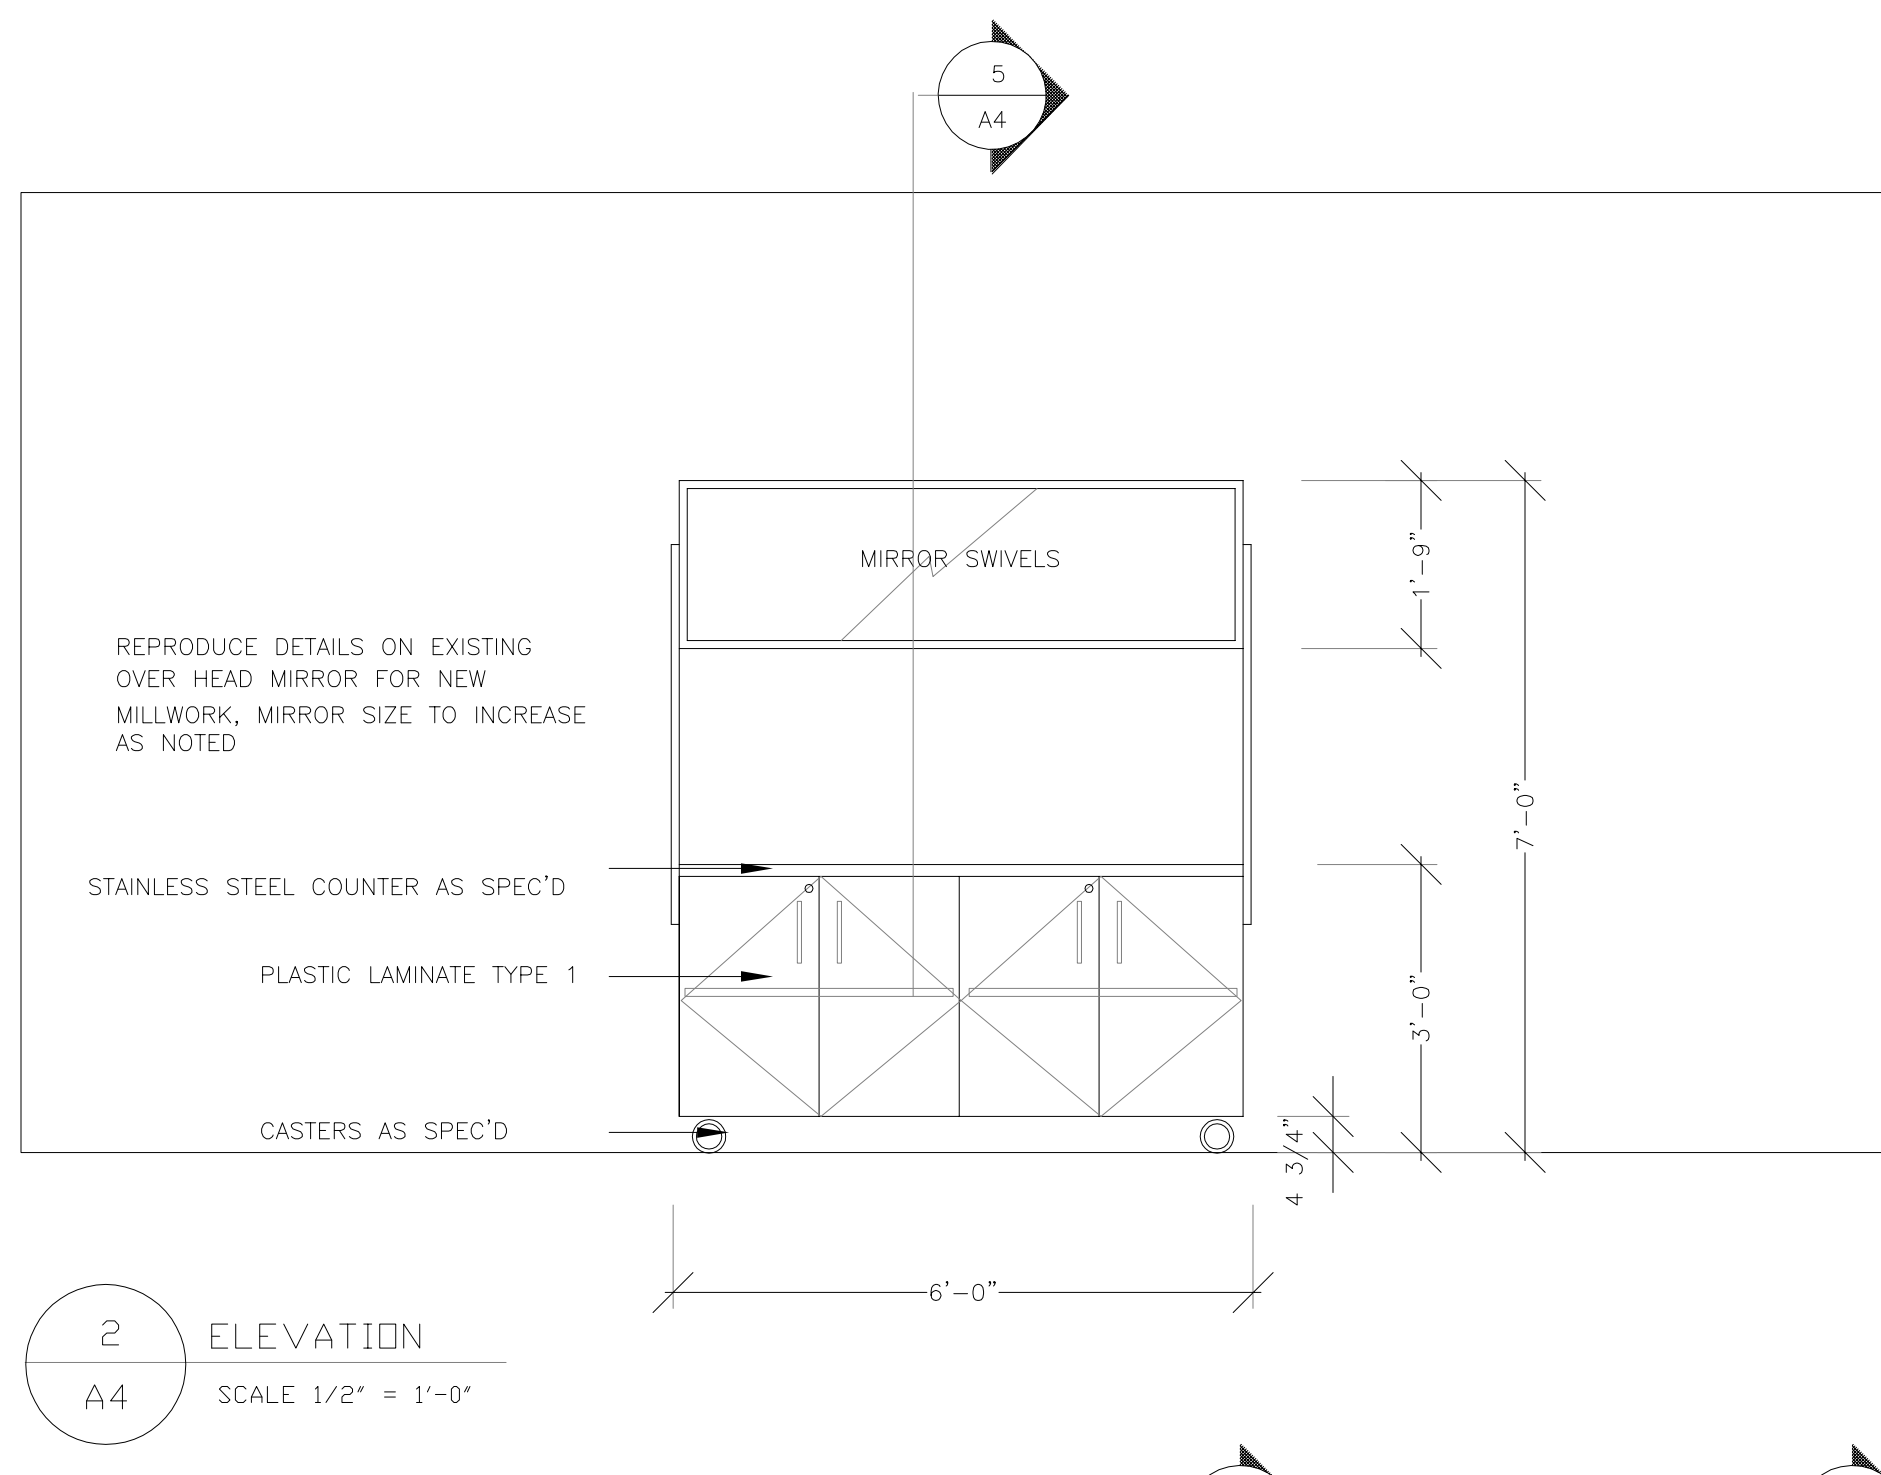 5
A4
MIRROR SWIVELS
1'-9"
REPRODUCE DETAILS ON EXISTING
OVER HEAD MIRROR FOR NEW
MILLWORK, MIRROR SIZE TO INCREASE
AS NOTED
7'-0"
STAINLESS STEEL COUNTER AS SPEC'D
PLASTIC LAMINATE TYPE 1
3'-0"
CASTERS AS SPEC'D
4 3/4"
6'-0"
2
ELEVATION
A4
SCALE 1/2" = 1'-0"